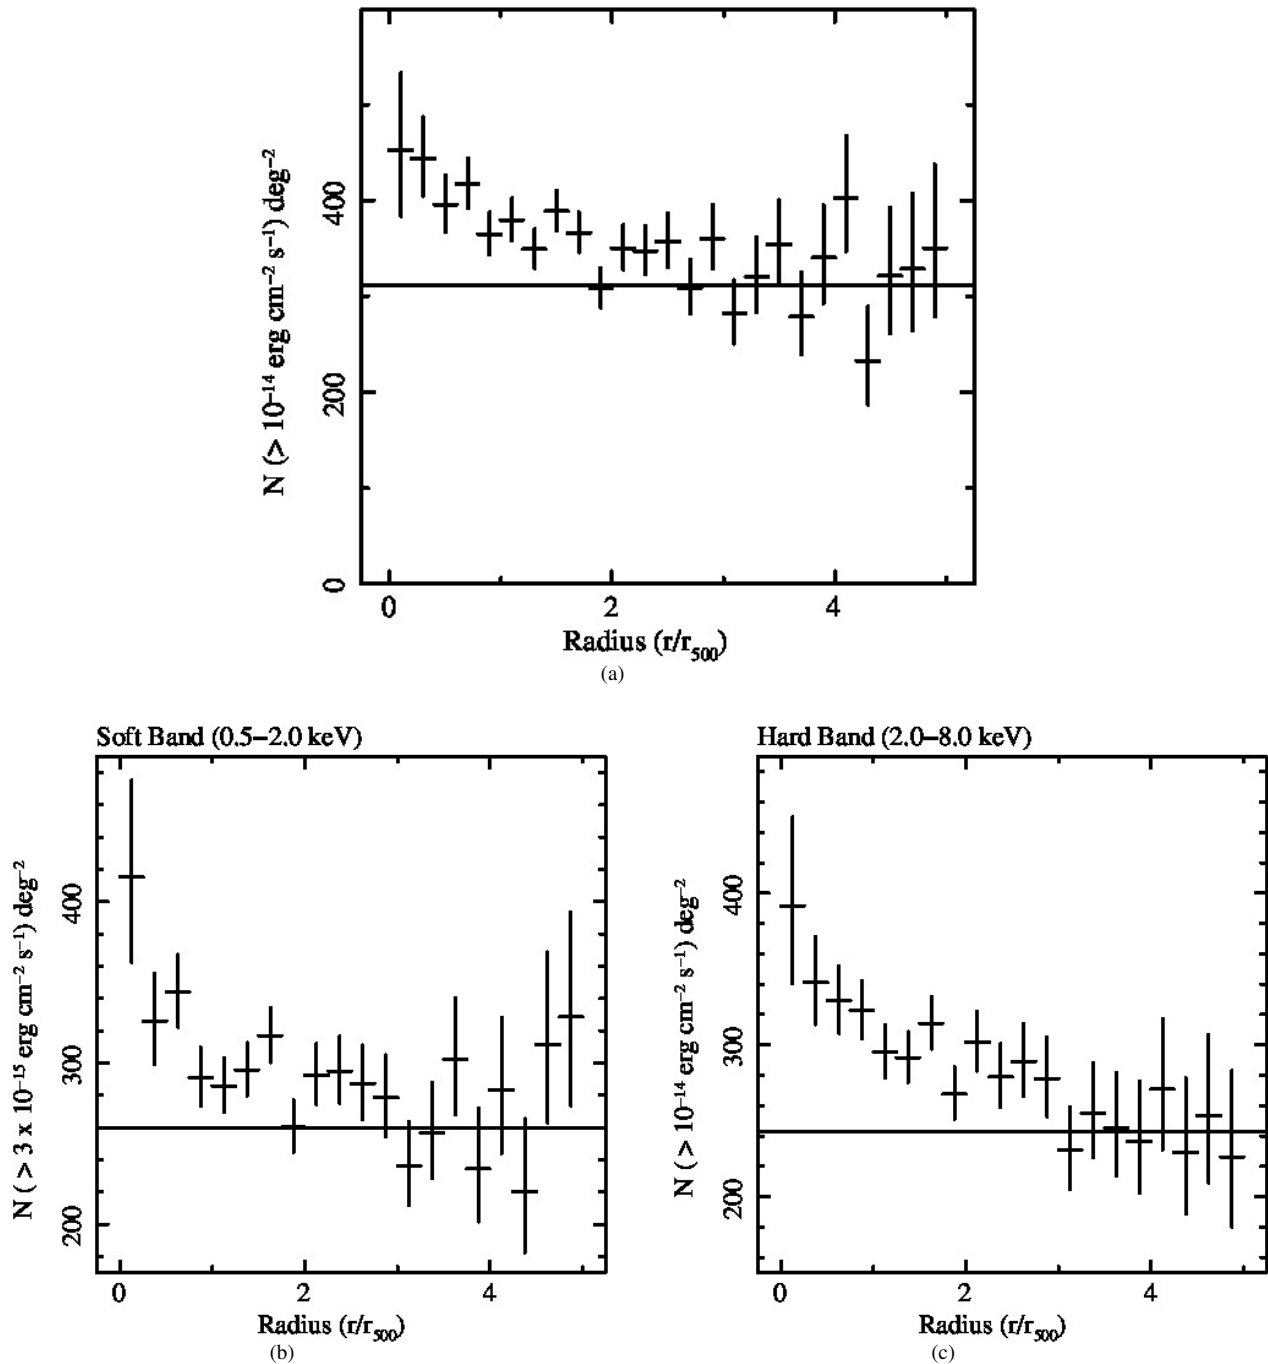 N (> 10⁻¹⁴ erg cm⁻² s⁻¹) deg⁻²
400
200
0
0 2 4
Radius (r/r₅₀₀)
(a)
Soft Band (0.5–2.0 keV)
N ( > 3 x 10⁻¹⁵ erg cm⁻² s⁻¹) deg⁻²
400
300
200
0 2 4
Radius (r/r₅₀₀)
(b)
Hard Band (2.0–8.0 keV)
N (> 10⁻¹⁴ erg cm⁻² s⁻¹) deg⁻²
400
300
200
0 2 4
Radius (r/r₅₀₀)
(c)